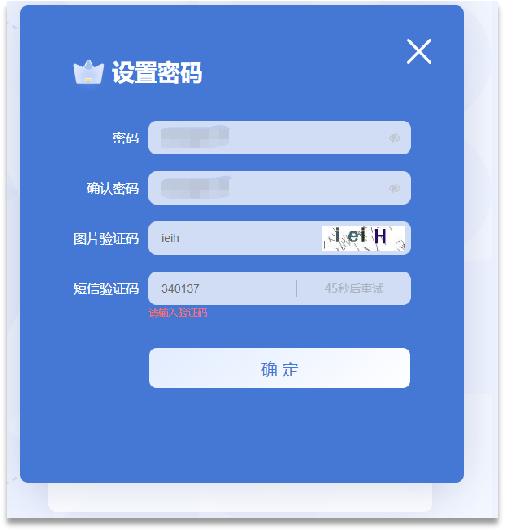 设置密码
密码
确认密码
图片验证码 ieih ieiH
短信验证码 340137 45秒后重试
请输入验证码
确 定